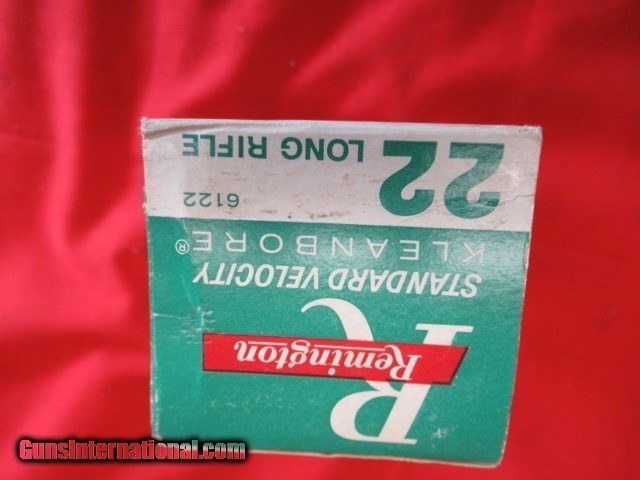 R
Remington
STANDARD VELOCITY
KLEANBORE®
22 LONG RIFLE
6122
GunsInternational.com